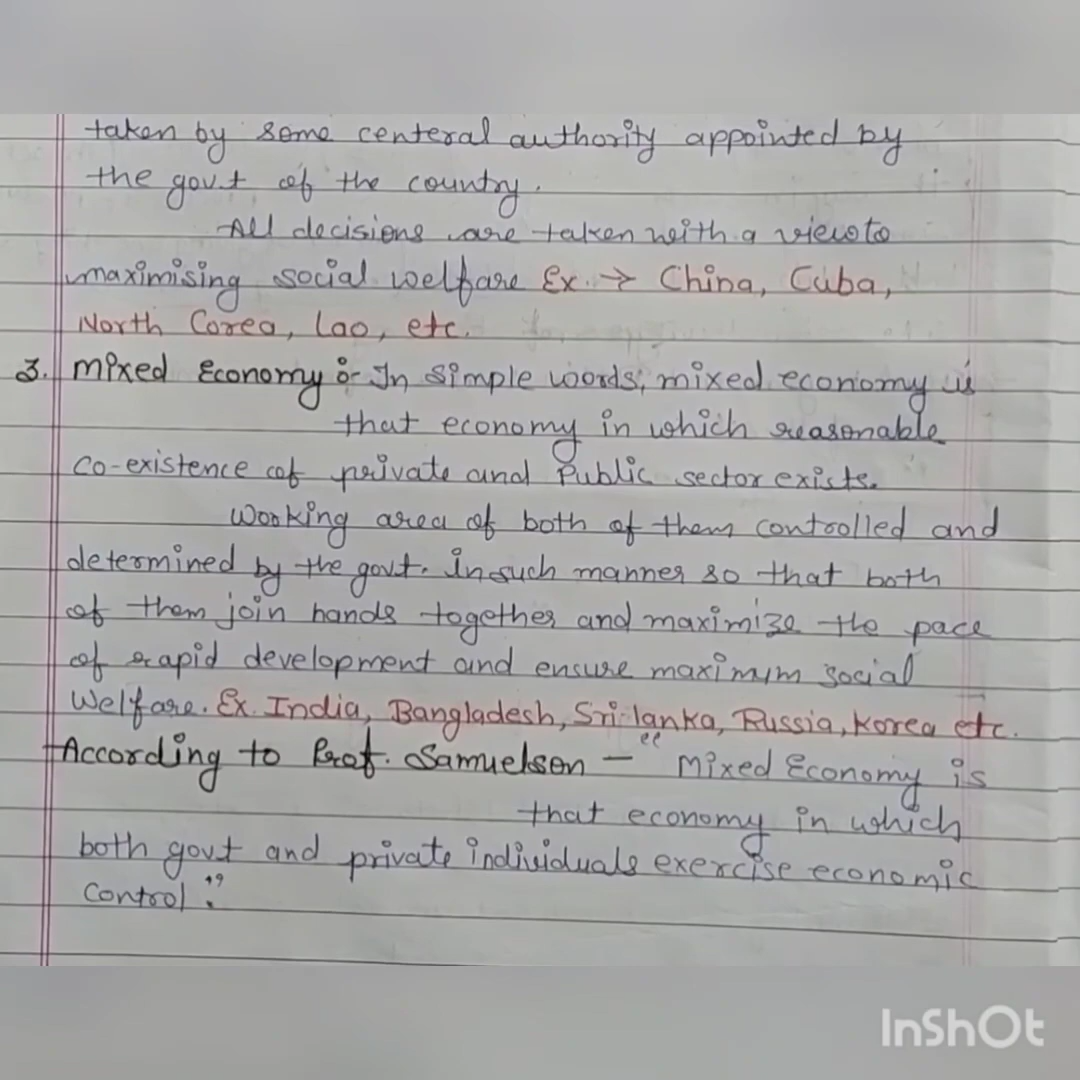 taken by some centeral authority appointed by
the gov.t of the country.
All decisions are taken with a view to
maximising social welfare Ex. → China, Cuba,
North Corea, Lao, etc.
3. Mixed Economy :- In simple words, mixed economy is
that economy in which reasonable
co-existence of private and Public sector exists.
Working area of both of them controlled and
determined by the govt. In such manner so that both
of them join hands together and maximize the pace
of rapid development and ensure maximum social
Welfare. Ex. India, Bangladesh, Sri lanka, Russia, Korea etc.
According to Prof. Samuelson - "Mixed Economy is
that economy in which
both govt and private individuals exercise economic
Control."
InShOt